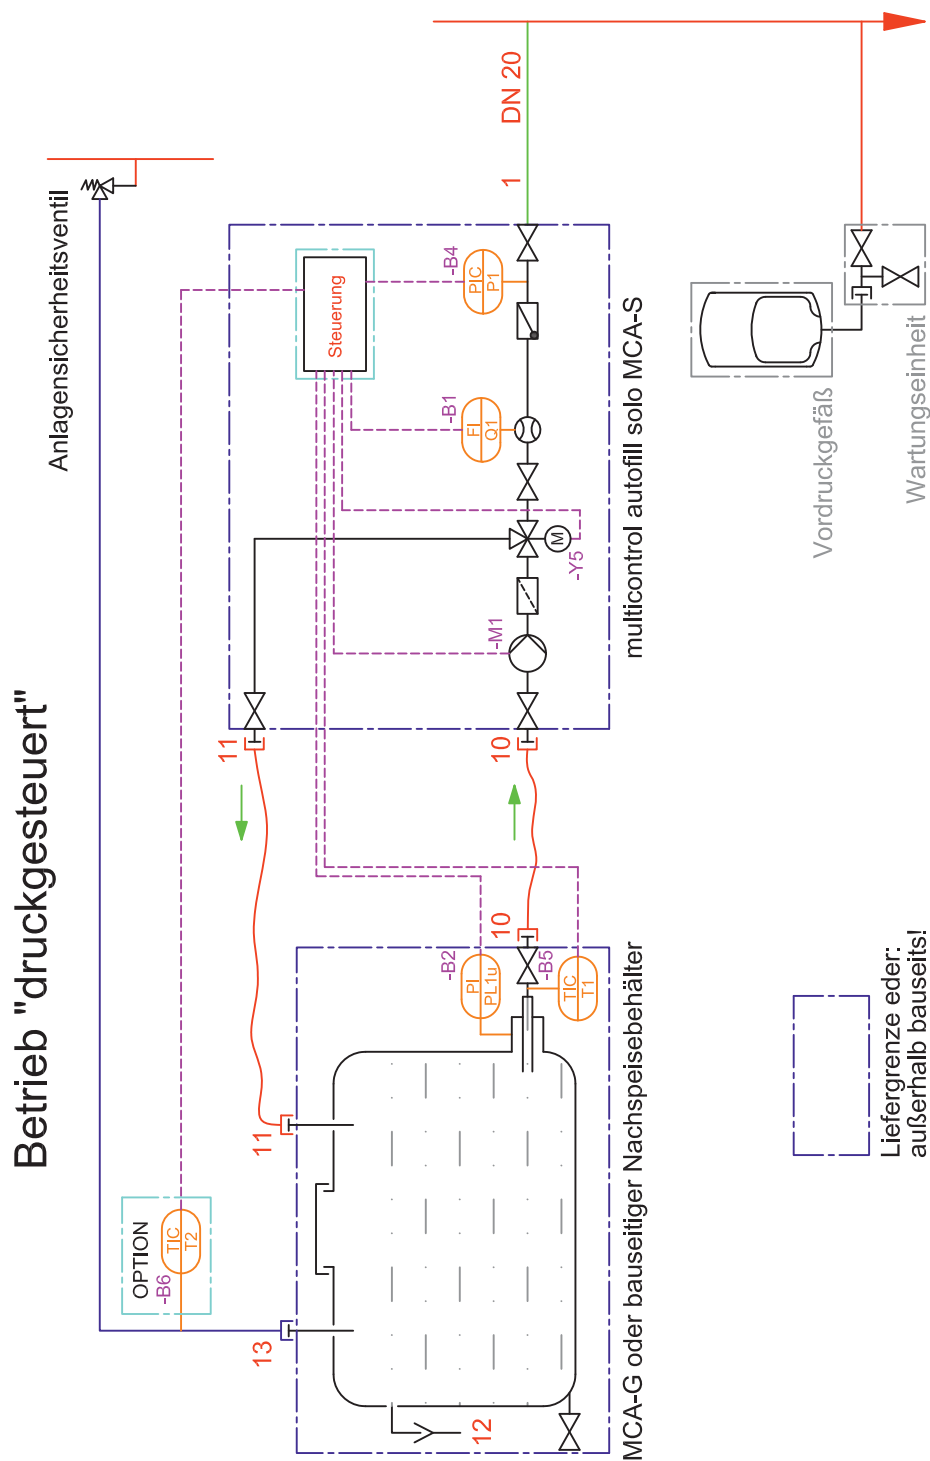 Betrieb "druckgesteuert"
OPTION
-B6
TIC
T2
13
11
12
MCA-G oder bauseitiger Nachspeisebehälter
-B2
PI
PL1u
-B5
TIC
T1
10
10
11
Anlagensicherheitsventil
Steuerung
-B4
PIC
P1
-B1
FI
Q1
M
-Y5
-M1
multicontrol autofill solo MCA-S
1
DN 20
Vordruckgefäß
Wartungseinheit
Liefergrenze eder:
außerhalb bauseits!